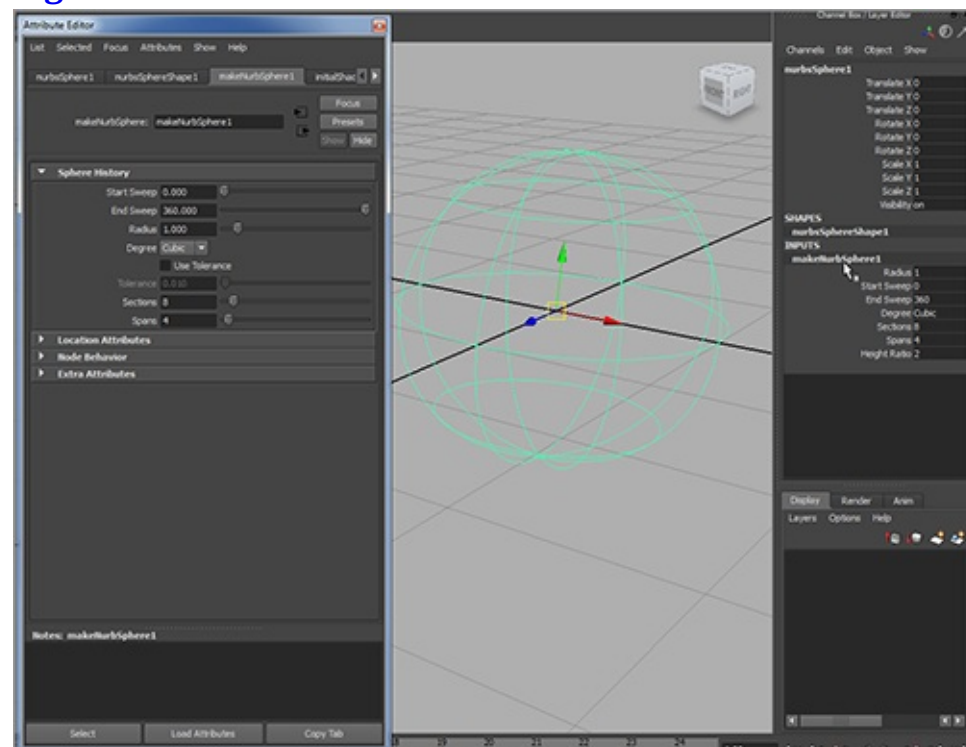 Attribute Editor
List Selected Focus Attributes Show Help
nurbsSphere1 nurbsSphereShape1 makeNurbSphere1 initialShac
Focus
makeNurbSphere: makeNurbSphere1
Presets
Show Hide
Sphere History
Start Sweep 0.000
End Sweep 360.000
Radius 1.000
Degree Cubic
Use Tolerance
Tolerance 0.010
Sections 8
Spans 4
Location Attributes
Node Behavior
Extra Attributes
Notes: makeNurbSphere1
Select Load Attributes Copy Tab
FRONT RIGHT
19 20 21 22 23 24
Channel Box / Layer Editor
Channels Edit Object Show
nurbsSphere1
Translate X 0
Translate Y 0
Translate Z 0
Rotate X 0
Rotate Y 0
Rotate Z 0
Scale X 1
Scale Y 1
Scale Z 1
Visibility on
SHAPES
nurbsSphereShape1
INPUTS
makeNurbSphere1
Radius 1
Start Sweep 0
End Sweep 360
Degree Cubic
Sections 8
Spans 4
Height Ratio 2
Display Render Anim
Layers Options Help